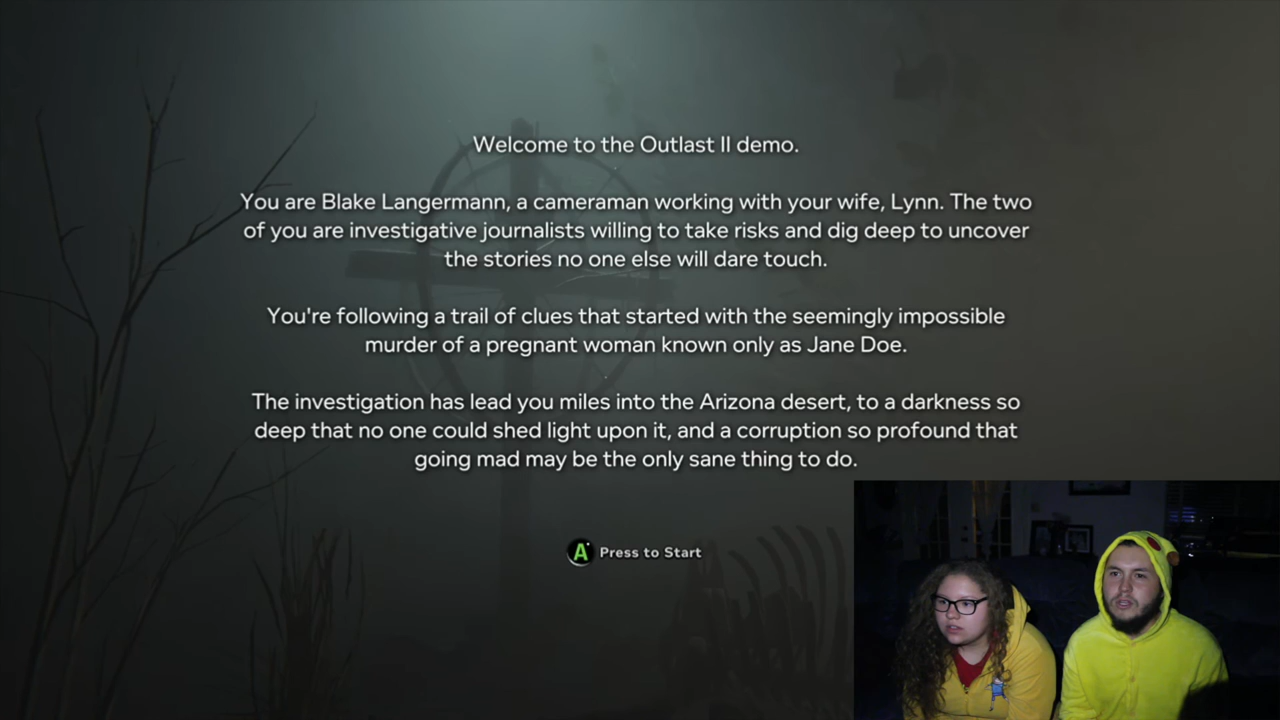 Welcome to the Outlast II demo.
You are Blake Langermann, a cameraman working with your wife, Lynn. The two
of you are investigative journalists willing to take risks and dig deep to uncover
the stories no one else will dare touch.
You're following a trail of clues that started with the seemingly impossible
murder of a pregnant woman known only as Jane Doe.
The investigation has lead you miles into the Arizona desert, to a darkness so
deep that no one could shed light upon it, and a corruption so profound that
going mad may be the only sane thing to do.
A Press to Start